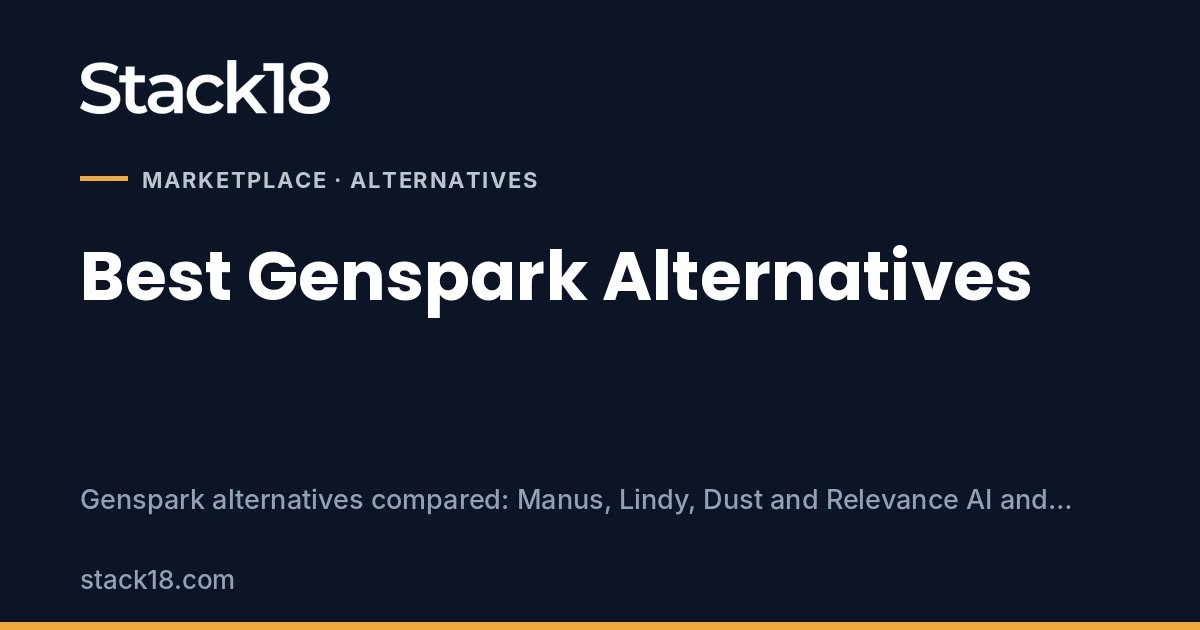 Stack18
MARKETPLACE · ALTERNATIVES
Best Genspark Alternatives
Genspark alternatives compared: Manus, Lindy, Dust and Relevance AI and...
stack18.com